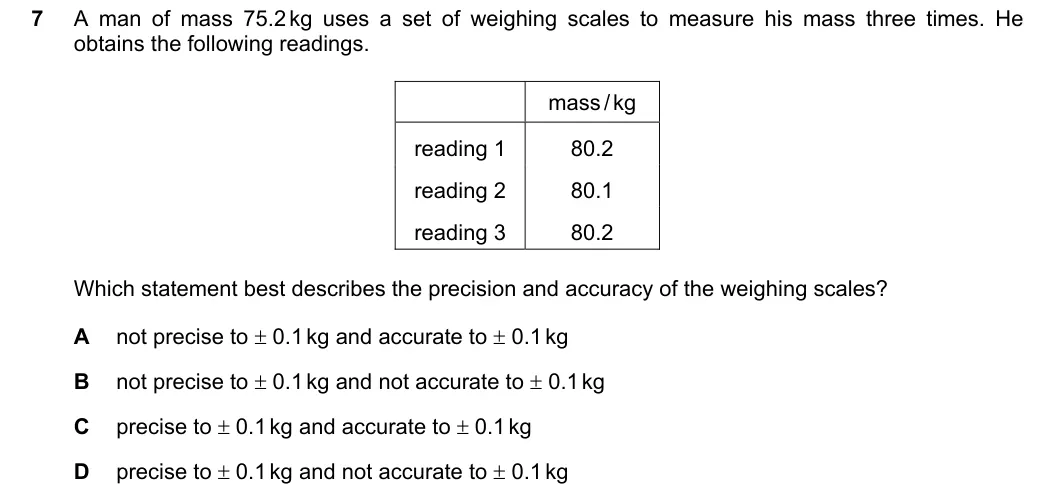 7 A man of mass 75.2 kg uses a set of weighing scales to measure his mass three times. He
obtains the following readings.
mass / kg
reading 1 80.2
reading 2 80.1
reading 3 80.2
Which statement best describes the precision and accuracy of the weighing scales?
A not precise to ± 0.1 kg and accurate to ± 0.1 kg
B not precise to ± 0.1 kg and not accurate to ± 0.1 kg
C precise to ± 0.1 kg and accurate to ± 0.1 kg
D precise to ± 0.1 kg and not accurate to ± 0.1 kg